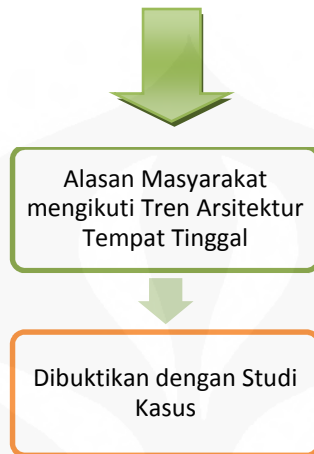 Alasan Masyarakat
mengikuti Tren Arsitektur
Tempat Tinggal
Dibuktikan dengan Studi
Kasus